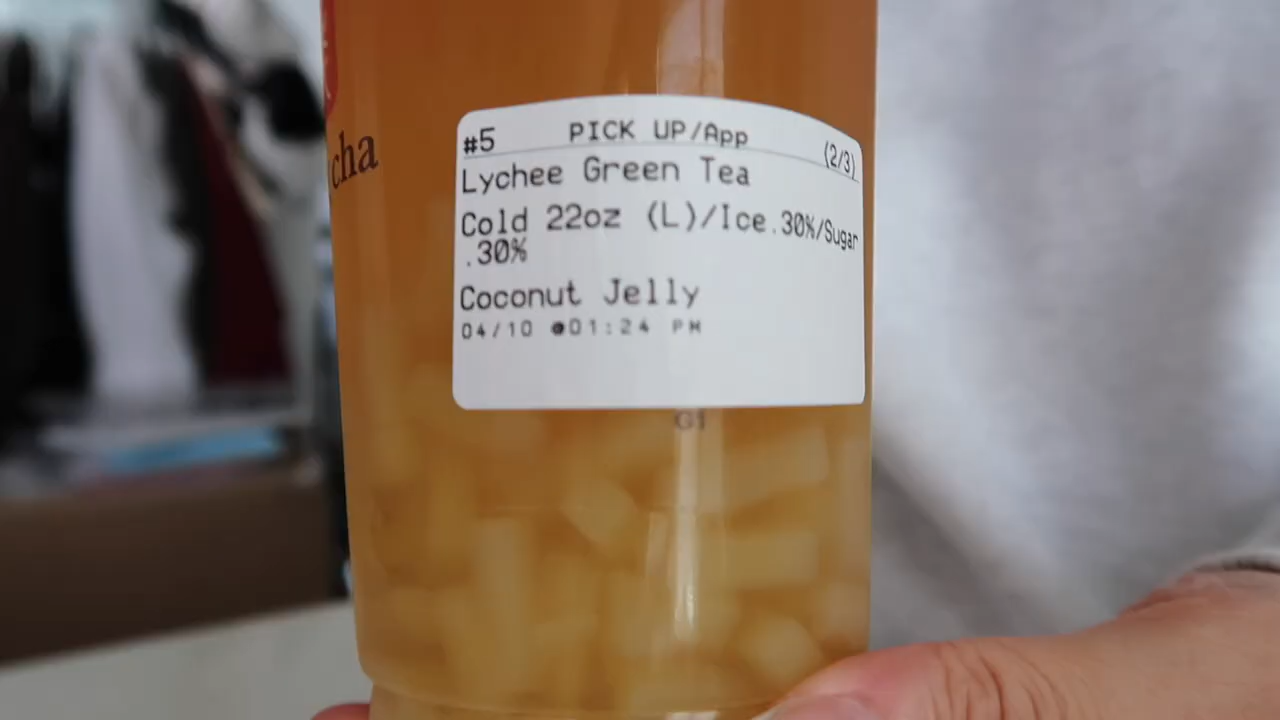 #5 PICK UP/App (2/3)
Lychee Green Tea
Cold 22oz (L)/Ice.30%/Sugar
.30%
Coconut Jelly
04/10 @01:24 PM
cha